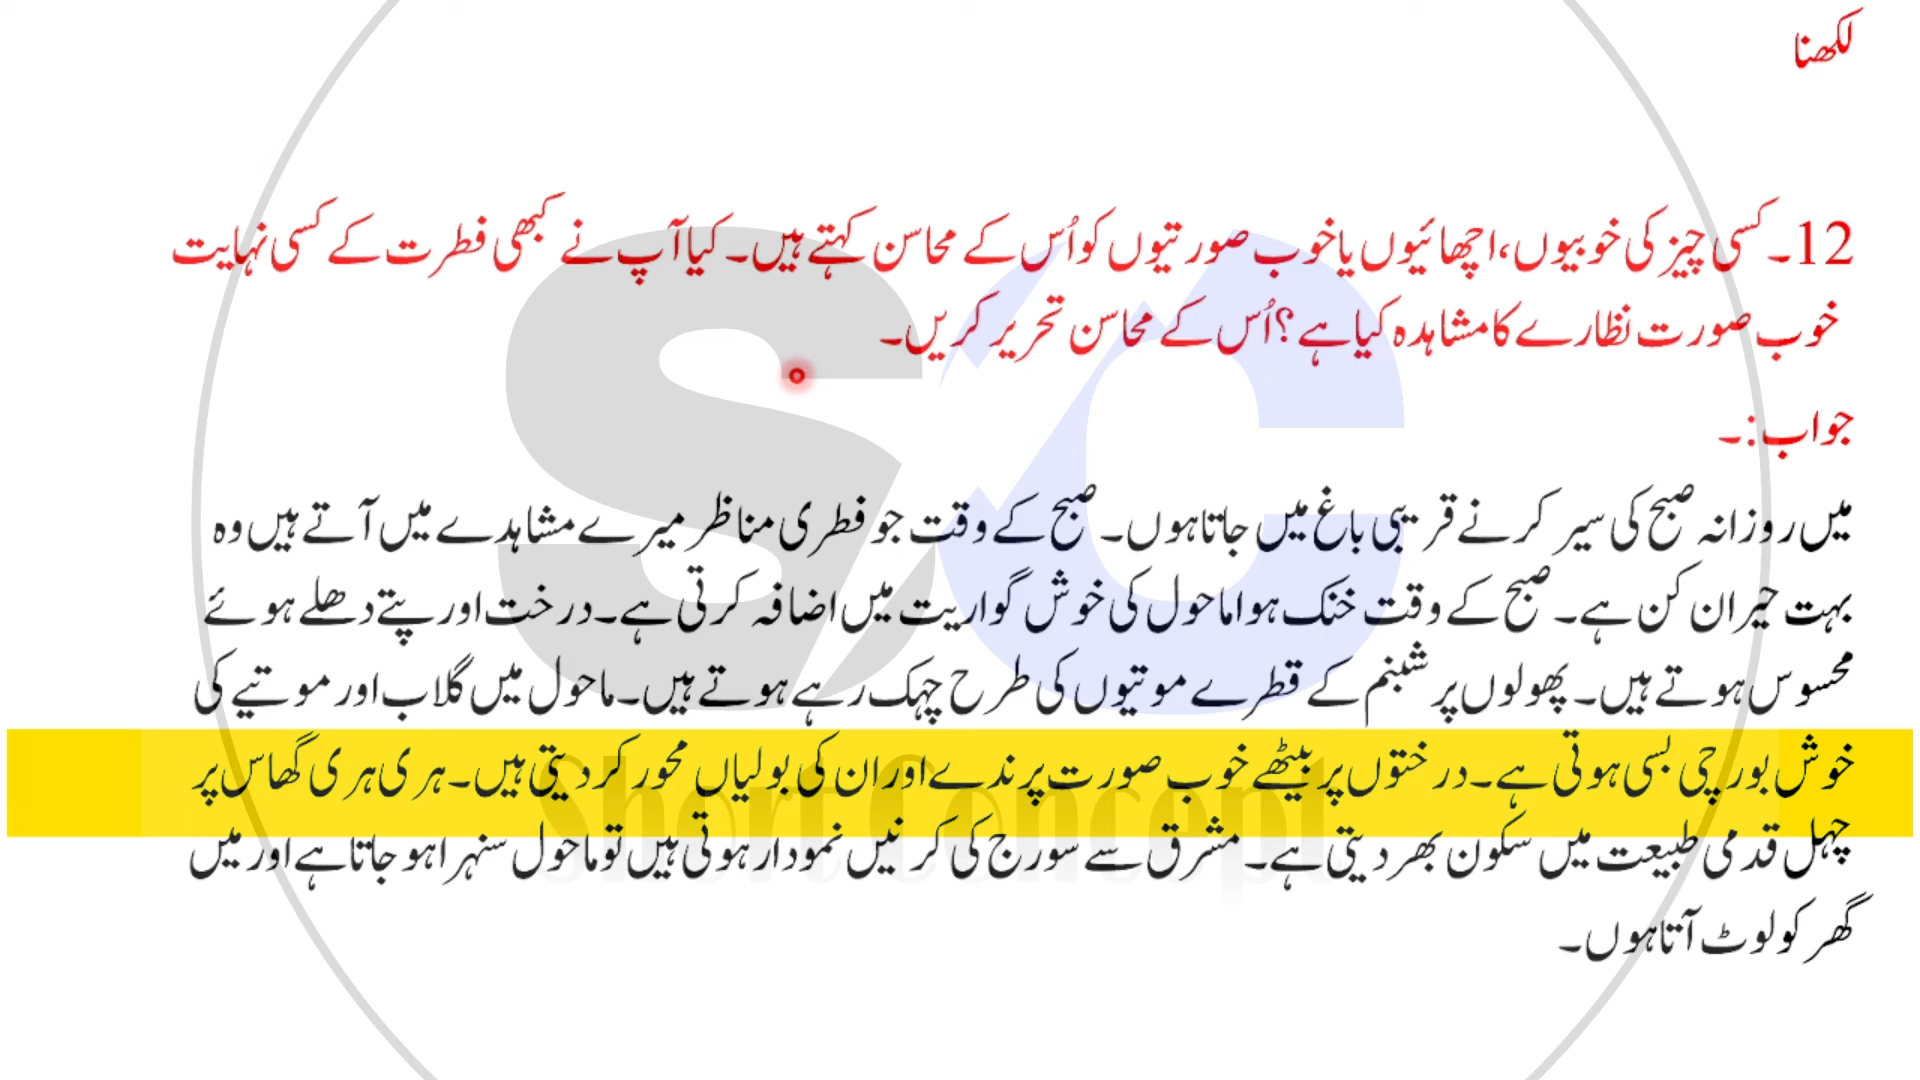 لکھنا
12۔ کسی چیز کی خوبیوں، اچھائیوں یا خوب صورتیوں کو اُس کے محاسن کہتے ہیں۔ کیا آپ نے کبھی فطرت کے کسی نہایت
خوب صورت نظارے کا مشاہدہ کیا ہے؟ اُس کے محاسن تحریر کریں۔
جواب:۔
میں روزانہ صبح کی سیر کرنے قریبی باغ میں جاتا ہوں۔ صبح کے وقت جو فطری مناظر میرے مشاہدے میں آتے ہیں وہ
بہت حیران کن ہے۔ صبح کے وقت خنک ہوا ماحول کی خوش گواریت میں اضافہ کرتی ہے۔ درخت اور پتے دھلے ہوئے
محسوس ہوتے ہیں۔ پھولوں پر شبنم کے قطرے موتیوں کی طرح چہک رہے ہوتے ہیں۔ ماحول میں گلاب اور موتیے کی
خوش بو رچی بسی ہوتی ہے۔ درختوں پر بیٹھے خوب صورت پرندے اور ان کی بولیاں محور کر دیتی ہیں۔ ہری ہری گھاس پر
چہل قدمی طبیعت میں سکون بھر دیتی ہے۔ مشرق سے سورج کی کرنیں نمودار ہوتی ہیں تو ماحول سنہرا ہو جاتا ہے اور میں
گھر کو لوٹ آتا ہوں۔
SC
Short Concept